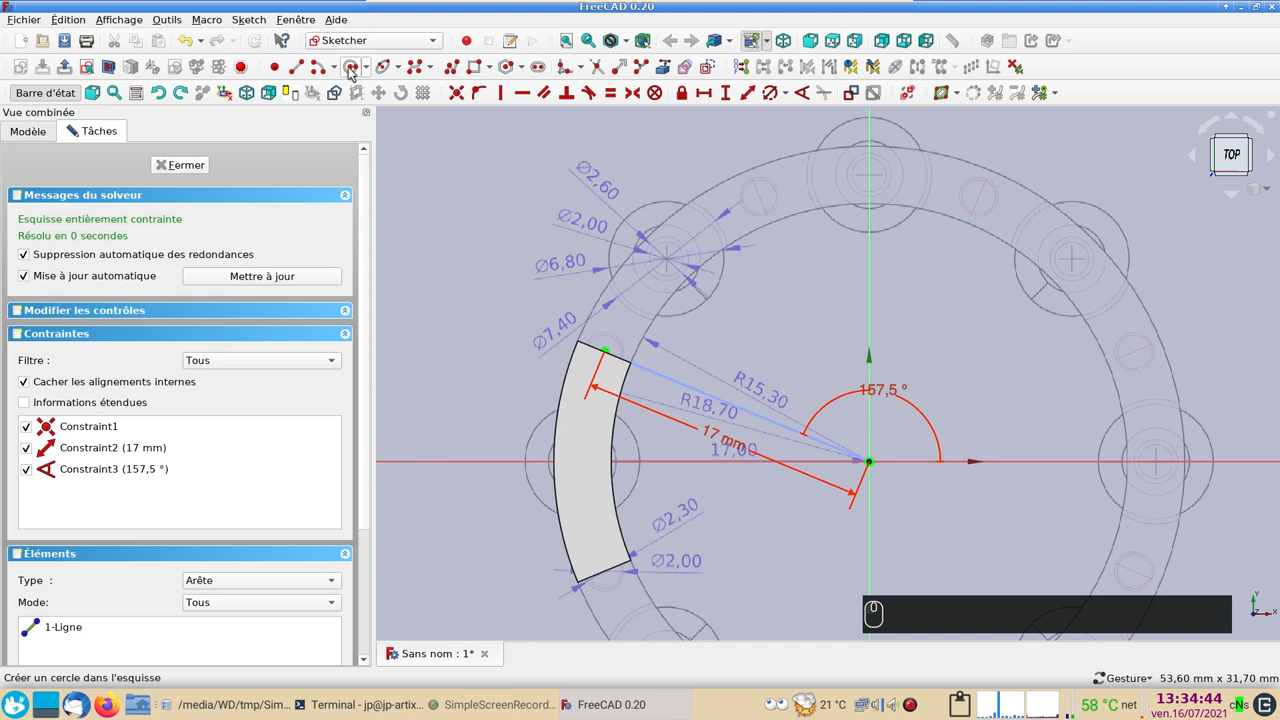 FreeCAD 0.20
Fichier Édition Affichage Outils Macro Sketch Fenêtre Aide
Sketcher
Barre d'état
Vue combinée
Modèle Tâches
Fermer
Messages du solveur
Esquisse entièrement contrainte
Résolu en 0 secondes
Suppression automatique des redondances
Mise à jour automatique Mettre à jour
Modifier les contrôles
Contraintes
Filtre : Tous
Cacher les alignements internes
Informations étendues
Constraint1
Constraint2 (17 mm)
Constraint3 (157,5 °)
Éléments
Type : Arête
Mode: Tous
1-Ligne
TOP
∅2,60
∅2,00
∅6,80
∅7,40
R15,30
R18,70
157,5 °
17 mm
17,00
∅2,30
∅2,00
Y
X
Sans nom : 1*
Créer un cercle dans l'esquisse
Gesture 53,60 mm x 31,70 mm
/media/WD/tmp/Sim... Terminal - jp@jp-artix... SimpleScreenRecord... FreeCAD 0.20
21 °C
58 °C net
13:34:44
ven.16/07/2021